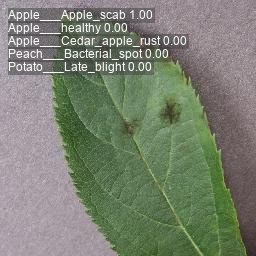 Apple___Apple_scab 1.00
Apple___healthy 0.00
Apple___Cedar_apple_rust 0.00
Peach___Bacterial_spot 0.00
Potato___Late_blight 0.00